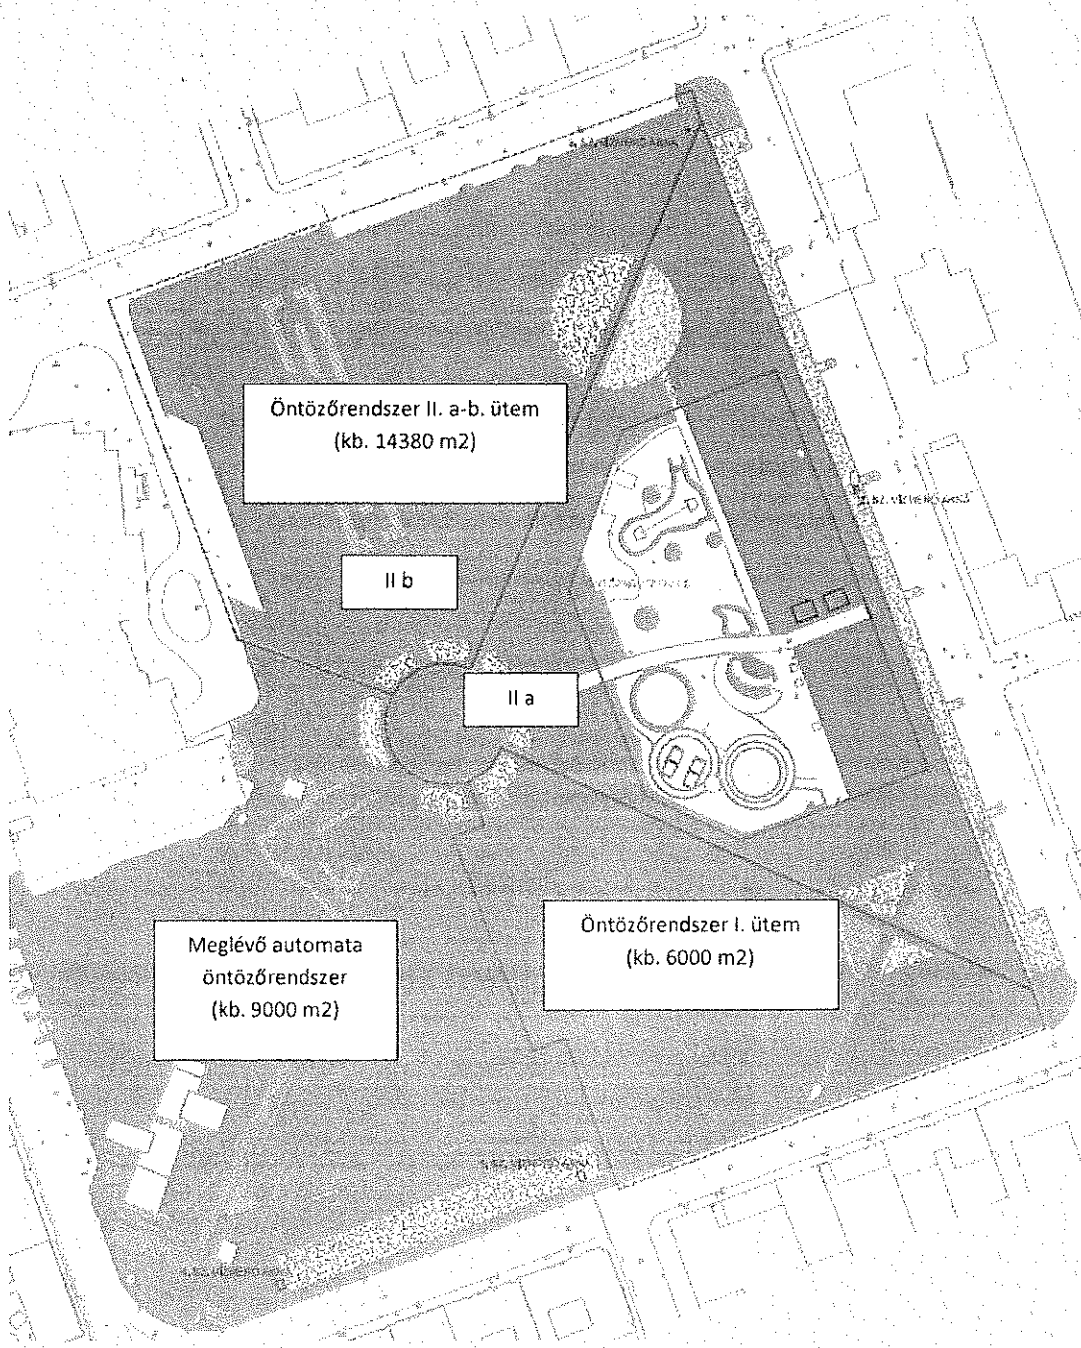 Öntözőrendszer II. a-b. ütem
(kb. 14380 m2)
II b
II a
Öntözőrendszer I. ütem
(kb. 6000 m2)
Meglévő automata
öntözőrendszer
(kb. 9000 m2)